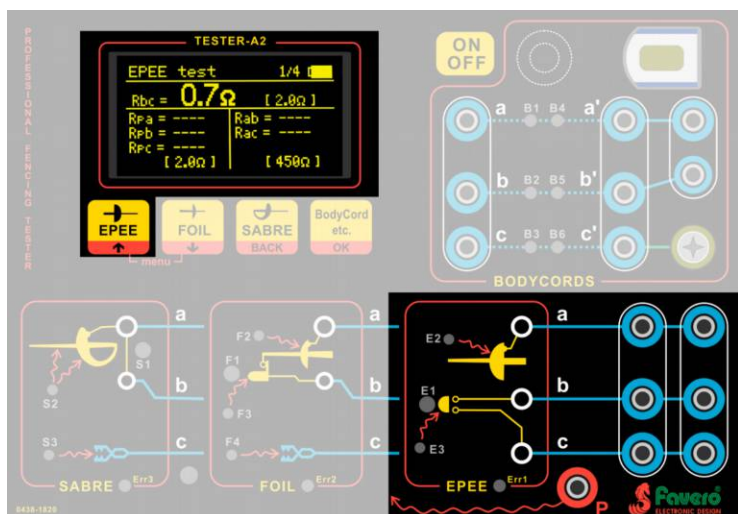 PROFESSIONAL FENCING TESTER
TESTER-A2
EPEE test 1/4
Rbc = 0.7Ω [ 2.0Ω ]
RPa = ---- Rab = ----
RPb = ---- Rac = ----
RPc = ----
[ 2.0Ω ] [ 450Ω ]
EPEE
FOIL
SABRE
BodyCord
etc.
menu
BACK
OK
ON
OFF
a B1 B4 a'
b B2 B5 b'
c B3 B6 c'
BODYCORDS
S1
S2
S3
a
b
c
SABRE Err3
F2
F1
F3
F4
a
b
c
FOIL Err2
E2
E1
E3
a
b
c
EPEE Err1
P
Favero
ELECTRONIC DESIGN
0438-1820